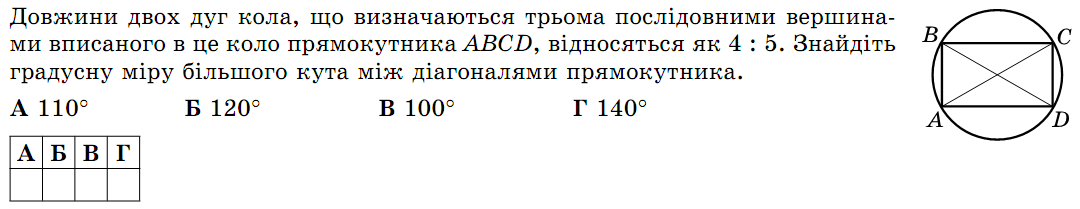 Довжини двох дуг кола, що визначаються трьома послідовними вершина-
ми вписаного в це коло прямокутника ABCD, відносяться як 4 : 5. Знайдіть
градусну міру більшого кута між діагоналями прямокутника.
А 110° Б 120° В 100° Г 140°
А Б В Г
B C
A D